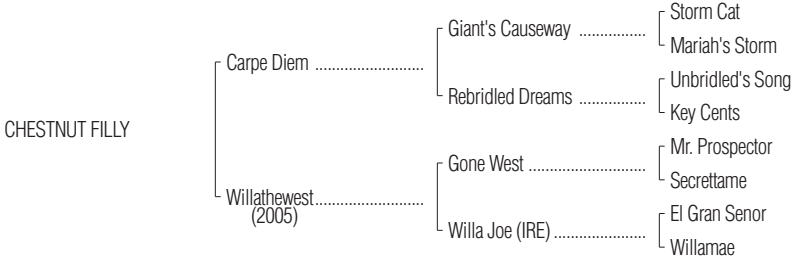 Storm Cat
Giant's Causeway ................
Mariah's Storm
Carpe Diem ..........................
Unbridled's Song
Rebridled Dreams ................
Key Cents
CHESTNUT FILLY
Mr. Prospector
Gone West ............................
Secrettame
Willathewest..........................
(2005)
El Gran Senor
Willa Joe (IRE) ......................
Willamae